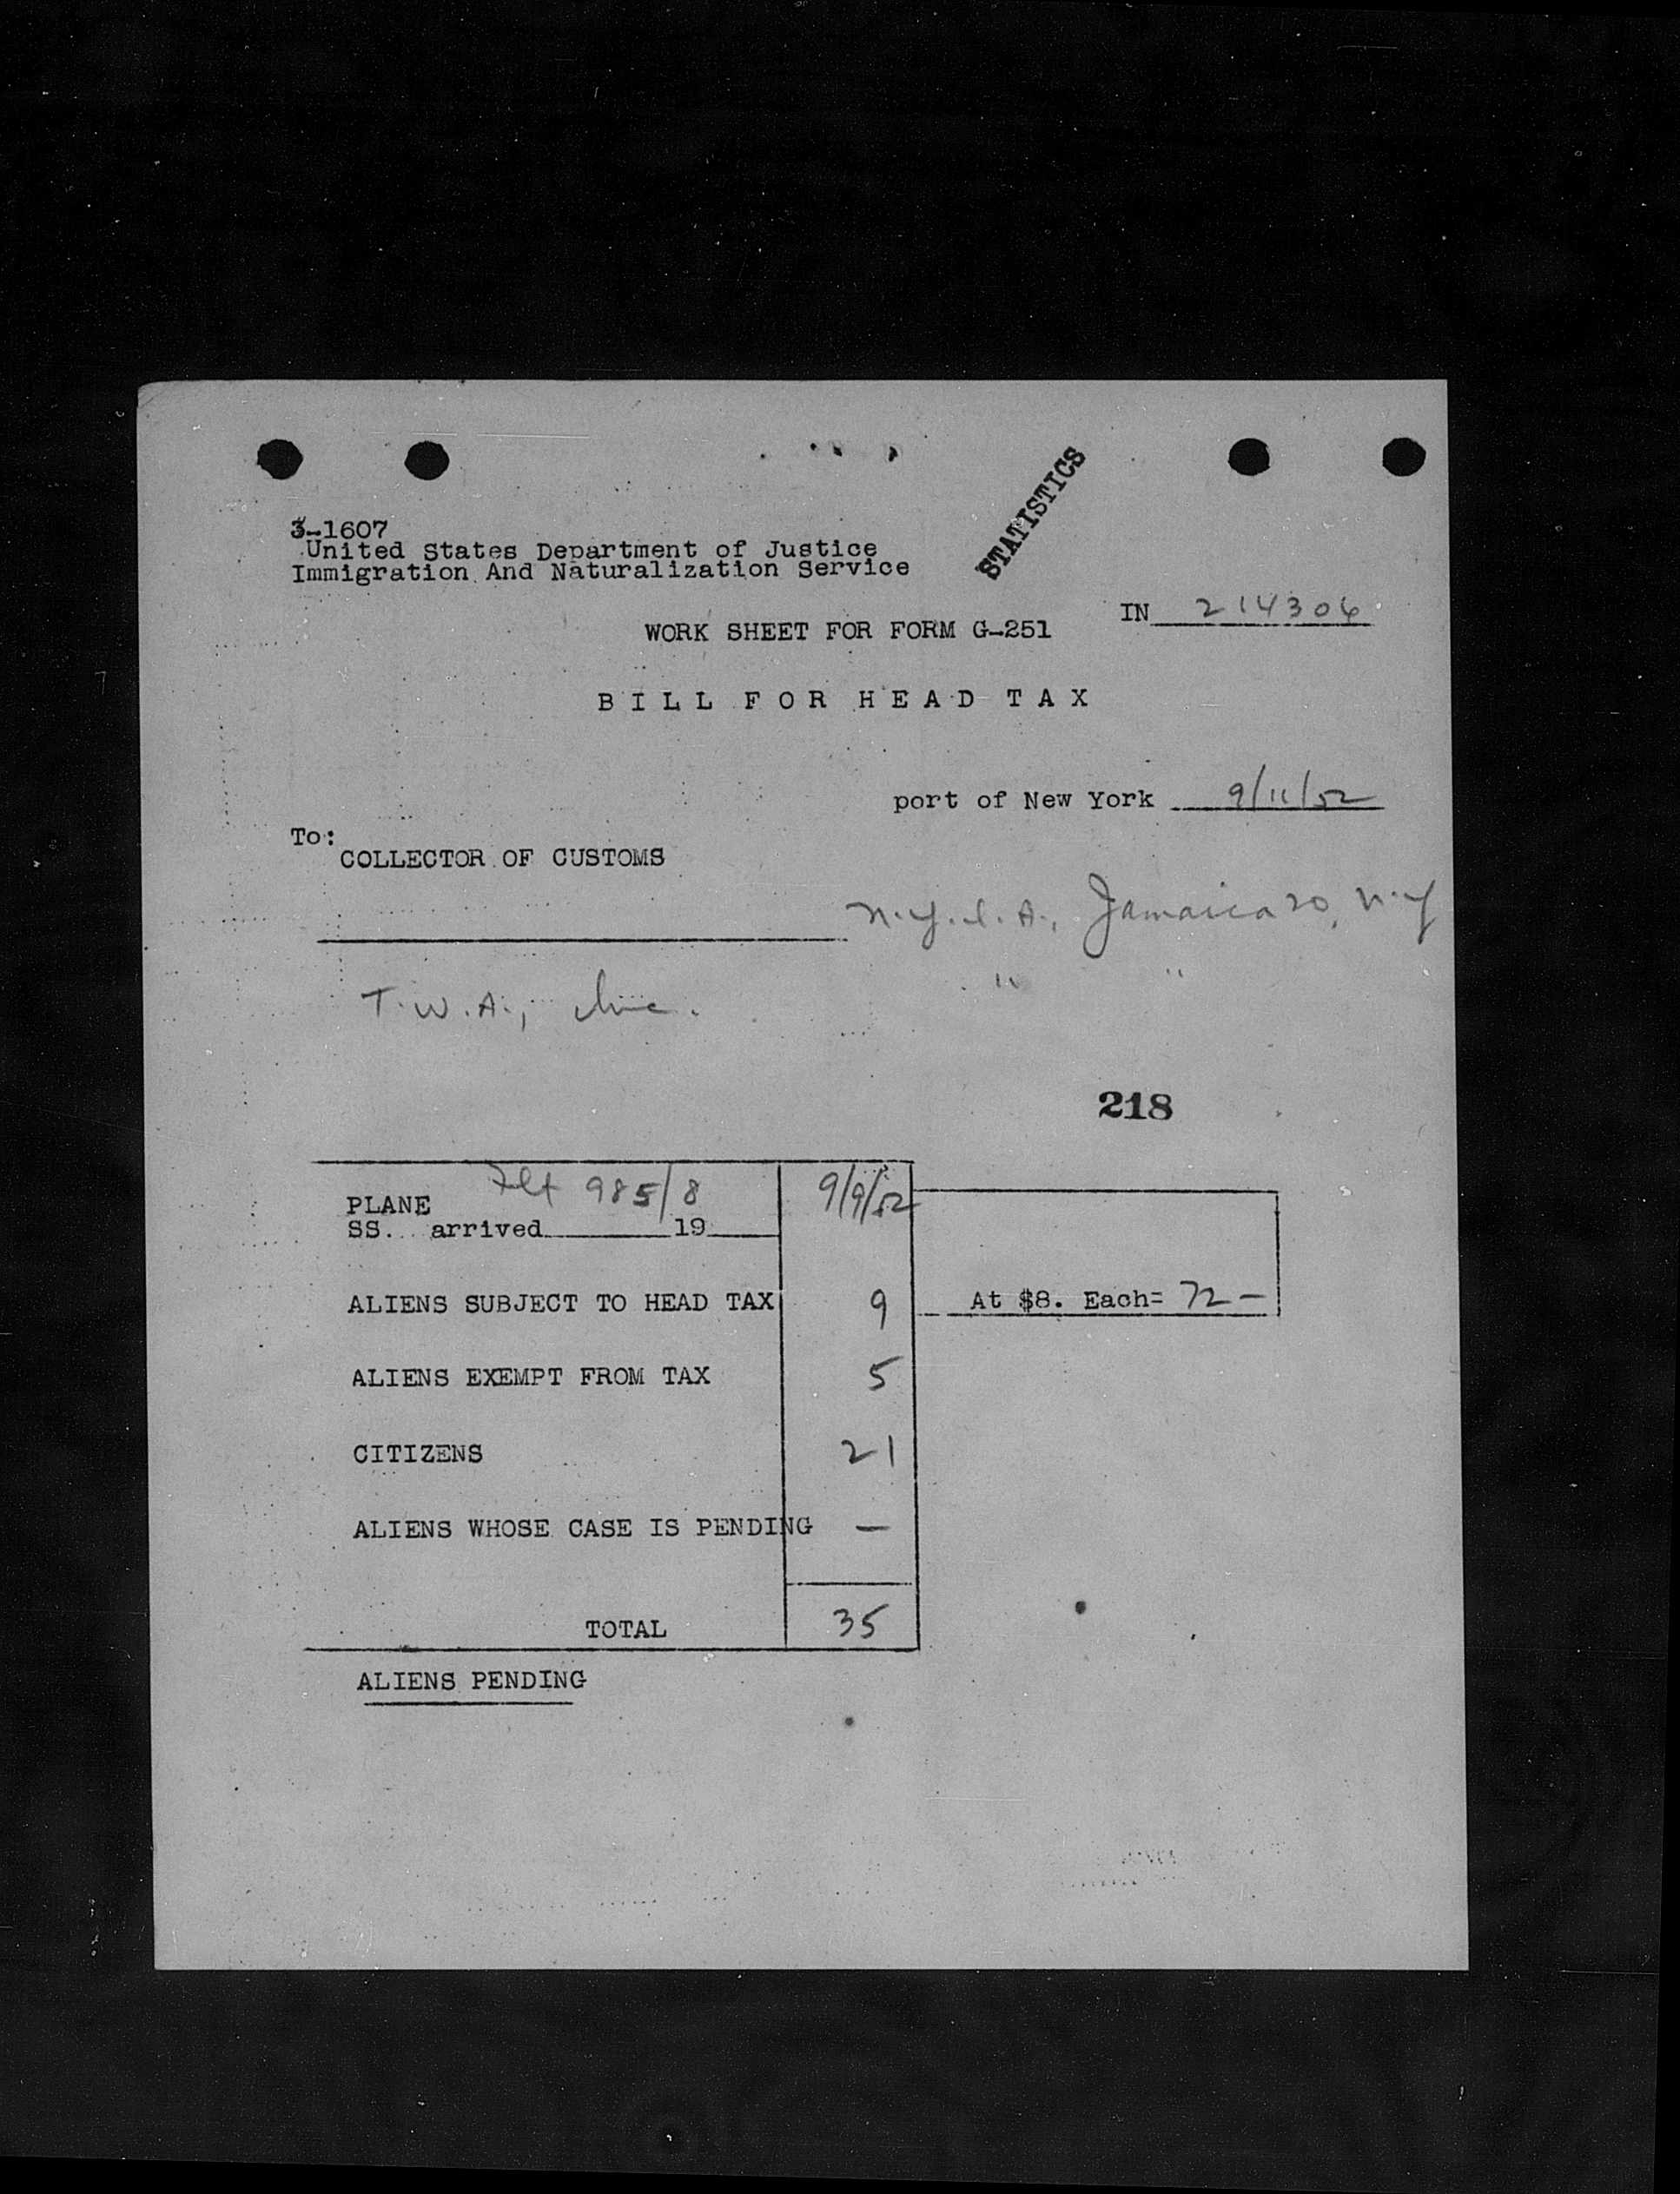 STATISTICS
3-1607
United States Department of Justice
Immigration And Naturalization Service
IN 214306
WORK SHEET FOR FORM G-251
BILL FOR HEAD TAX
port of New York 9/11/52
To:
COLLECTOR OF CUSTOMS
N.Y.I.A., Jamaica 20, N.Y
T.W.A., Inc. " "
218
PLANE Flt 985/8 9/9/52
SS. arrived 19
ALIENS SUBJECT TO HEAD TAX 9 At $8. Each= 72 -
ALIENS EXEMPT FROM TAX 5
CITIZENS 21
ALIENS WHOSE CASE IS PENDING —
TOTAL 35
ALIENS PENDING